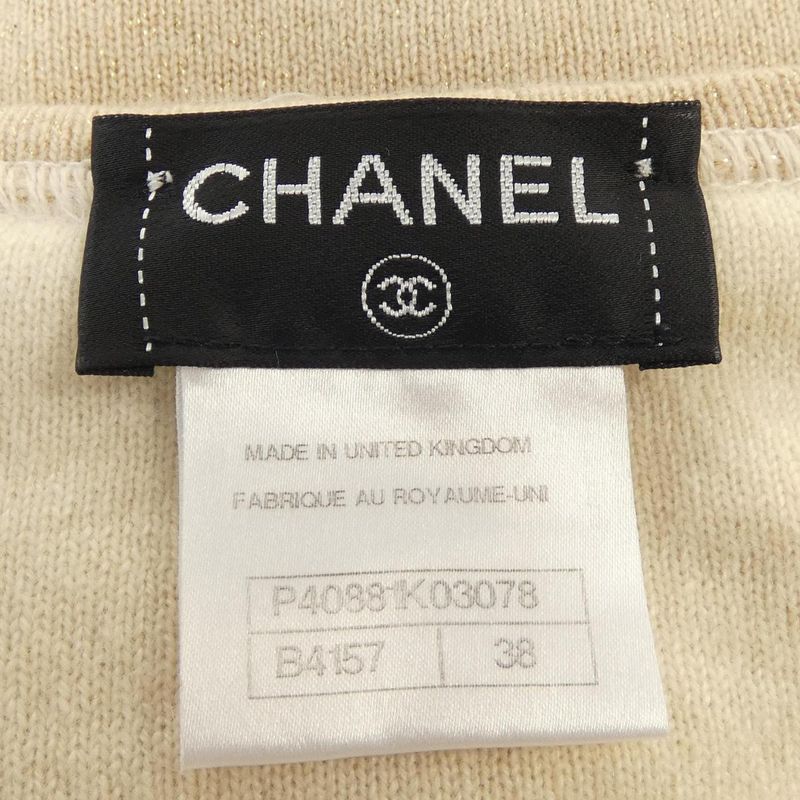 CHANEL
MADE IN UNITED KINGDOM
FABRIQUE AU ROYAUME-UNI
P40881K03078
B4157 38